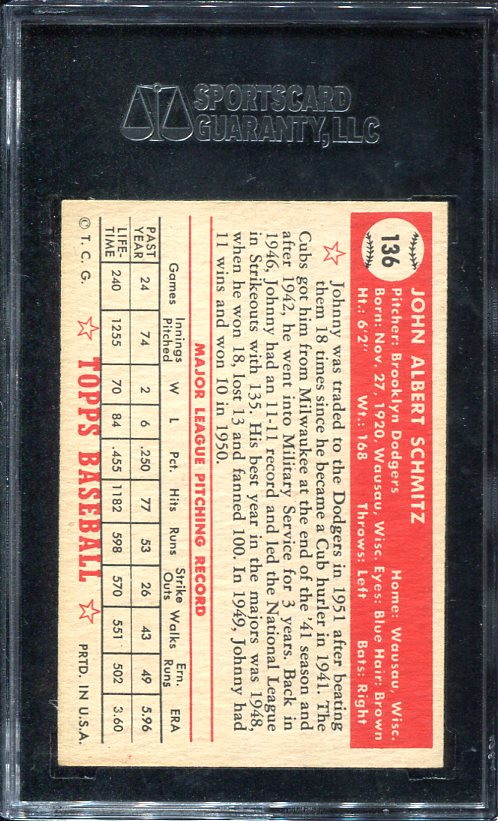 SPORTSCARD
GUARANTY, LLC
136
JOHN ALBERT SCHMITZ
Pitcher: Brooklyn Dodgers Home: Wausau, Wisc.
Born: Nov. 27, 1920, Wausau, Wisc. Eyes: Blue Hair: Brown
Ht.: 6'2" Wt.: 168 Throws: Left Bats: Right
Johnny was traded to the Dodgers in 1951 after beating
them 18 times since he became a Cub hurler in 1941. The
Cubs got him from Milwaukee at the end of the '41 season and
after 1942, he went into Military Service for 3 years. Back in
1946, Johnny had an 11-11 record and led the National League
in Strikeouts with 135. His best year in the majors was 1948,
when he won 18, lost 13 and fanned 100. In 1949, Johnny had
11 wins and won 10 in 1950.
MAJOR LEAGUE PITCHING RECORD
Games Innings Pitched W L Pct. Hits Runs Strike Outs Walks Ern. Runs ERA
PAST YEAR 24 74 2 6 .250 77 53 26 43 49 5.96
LIFE-TIME 240 1255 70 84 .455 1182 598 570 551 502 3.60
© T. C. G. TOPPS BASEBALL PRTD. IN U.S.A.